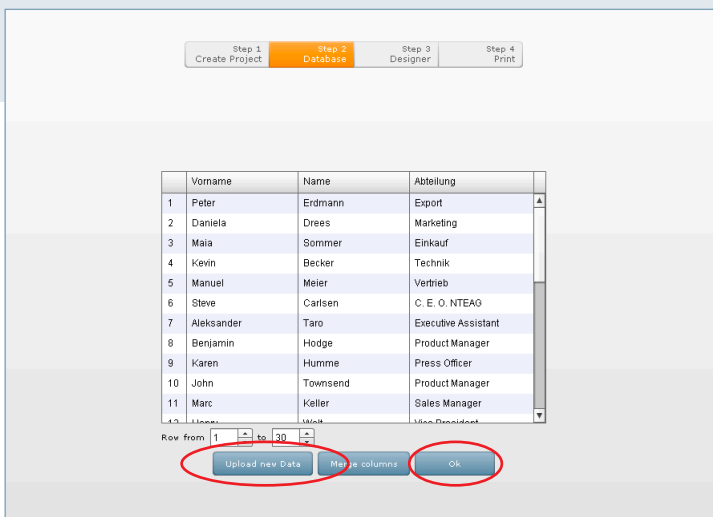 Step 1 Step 2 Step 3 Step 4
Create Project Database Designer Print
Vorname Name Abteilung
1 Peter Erdmann Export
2 Daniela Drees Marketing
3 Maia Sommer Einkauf
4 Kevin Becker Technik
5 Manuel Meier Vertrieb
6 Steve Carlsen C. E. O. NTEAG
7 Aleksander Taro Executive Assistant
8 Benjamin Hodge Product Manager
9 Karen Humme Press Officer
10 John Townsend Product Manager
11 Marc Keller Sales Manager
12 Vice President
Row from 1 to 30
Upload new Data Merge columns Ok